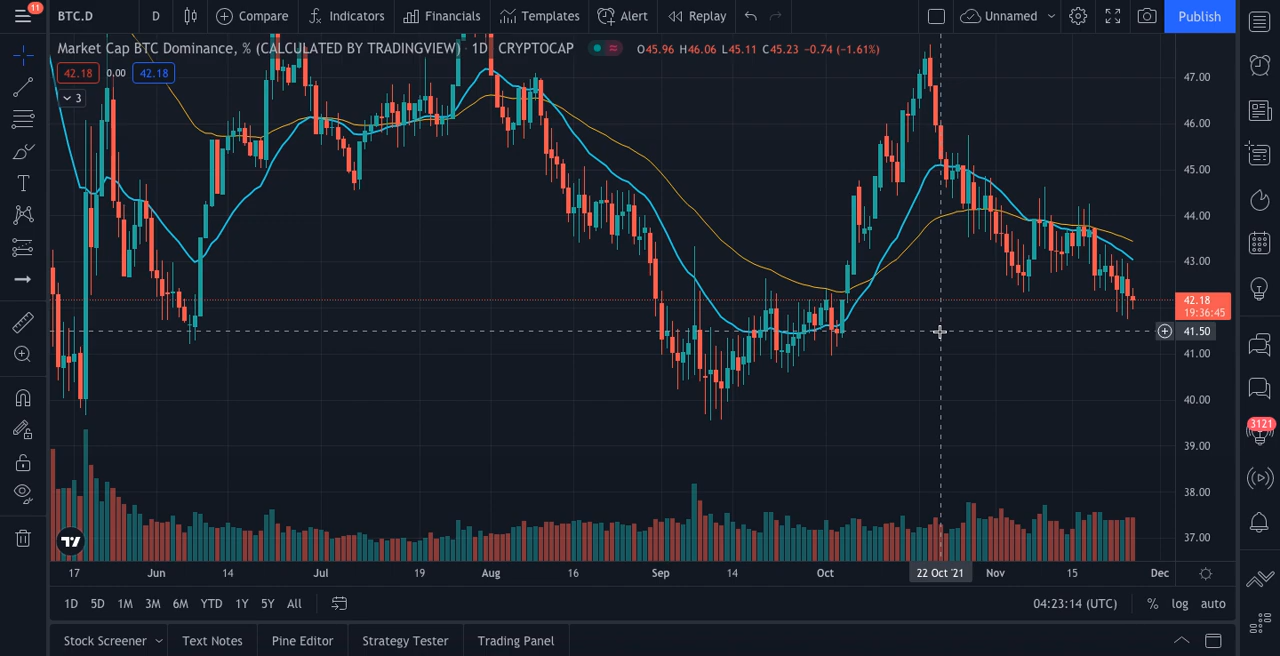 11
BTC.D
D
Compare
Indicators
Financials
Templates
Alert
Replay
Unnamed
Publish
Market Cap BTC Dominance, % (CALCULATED BY TRADINGVIEW) · 1D · CRYPTOCAP
O45.96 H46.06 L45.11 C45.23 -0.74 (-1.61%)
42.18 0.00 42.18
3
47.00
46.00
45.00
44.00
43.00
42.18
19:36:45
41.50
41.00
40.00
39.00
38.00
37.00
3121
17 Jun 14 Jul 19 Aug 16 Sep 14 Oct 22 Oct '21 Nov 15 Dec
1D 5D 1M 3M 6M YTD 1Y 5Y All
04:23:14 (UTC) % log auto
Stock Screener Text Notes Pine Editor Strategy Tester Trading Panel